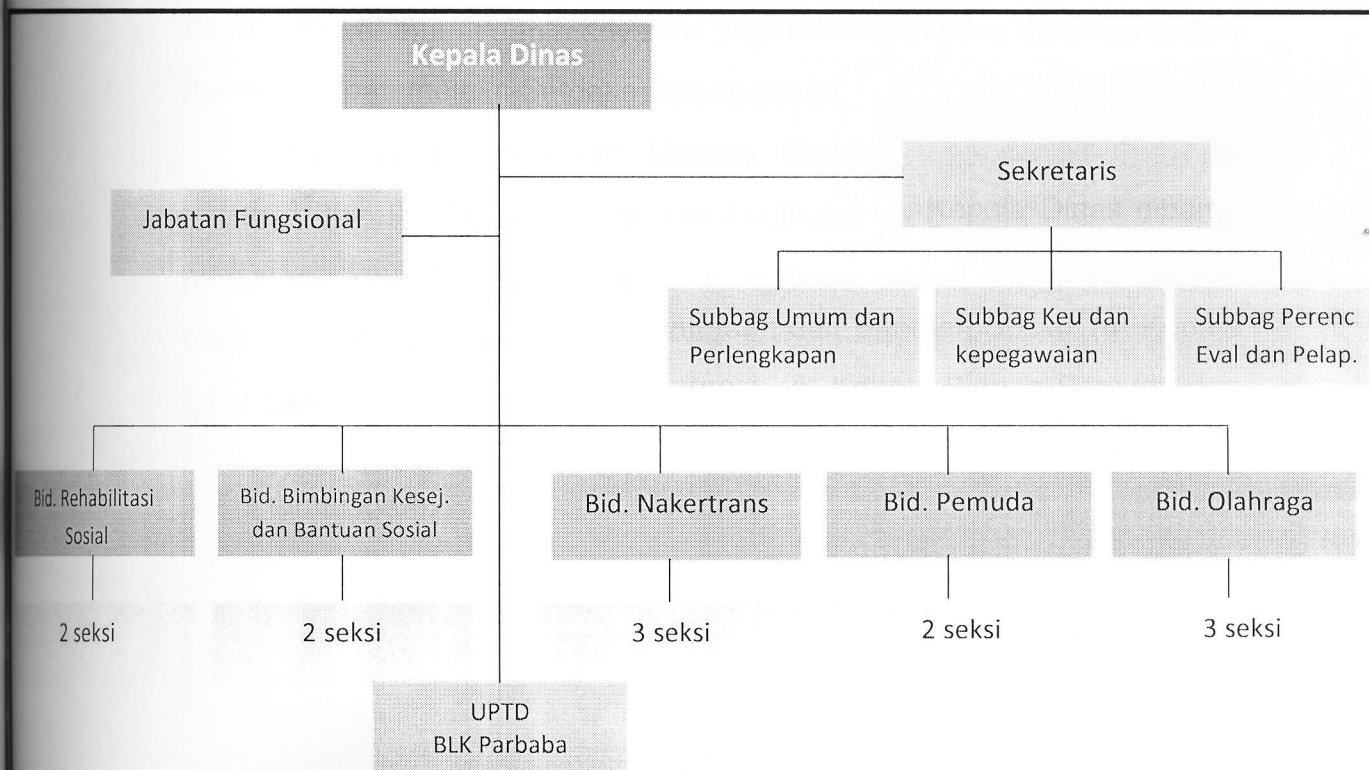 Kepala Dinas
Sekretaris
Jabatan Fungsional
Subbag Umum dan
Perlengkapan
Subbag Keu dan
kepegawaian
Subbag Perenc
Eval dan Pelap.
Bid. Rehabilitasi
Sosial
Bid. Bimbingan Kesej.
dan Bantuan Sosial
Bid. Nakertrans
Bid. Pemuda
Bid. Olahraga
2 seksi
2 seksi
3 seksi
2 seksi
3 seksi
UPTD
BLK Parbaba